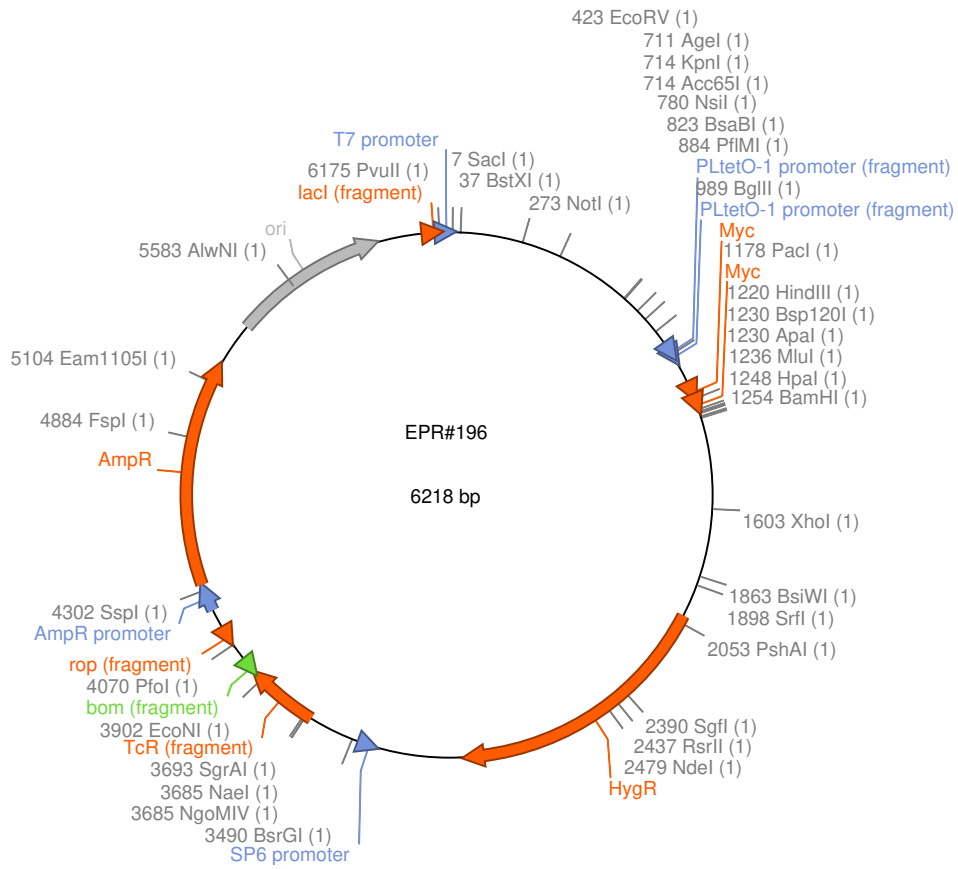 423 EcoRV (1)
711 AgeI (1)
714 KpnI (1)
714 Acc65I (1)
780 NsiI (1)
823 BsaBI (1)
884 PflMI (1)
PLtetO-1 promoter (fragment)
989 BglII (1)
PLtetO-1 promoter (fragment)
Myc
1178 PacI (1)
Myc
1220 HindIII (1)
1230 Bsp120I (1)
1230 ApaI (1)
1236 MluI (1)
1248 HpaI (1)
1254 BamHI (1)
T7 promoter
6175 PvuII (1)
lacI (fragment)
7 SacI (1)
37 BstXI (1)
273 NotI (1)
ori
5583 AlwNI (1)
5104 Eam1105I (1)
4884 FspI (1)
AmpR
EPR#196
6218 bp
1603 XhoI (1)
1863 BsiWI (1)
1898 SrfI (1)
2053 PshAI (1)
2390 SgfI (1)
2437 RsrII (1)
2479 NdeI (1)
HygR
4302 SspI (1)
AmpR promoter
rop (fragment)
4070 PfoI (1)
bom (fragment)
3902 EcoNI (1)
TcR (fragment)
3693 SgrAI (1)
3685 NaeI (1)
3685 NgoMIV (1)
3490 BsrGI (1)
SP6 promoter